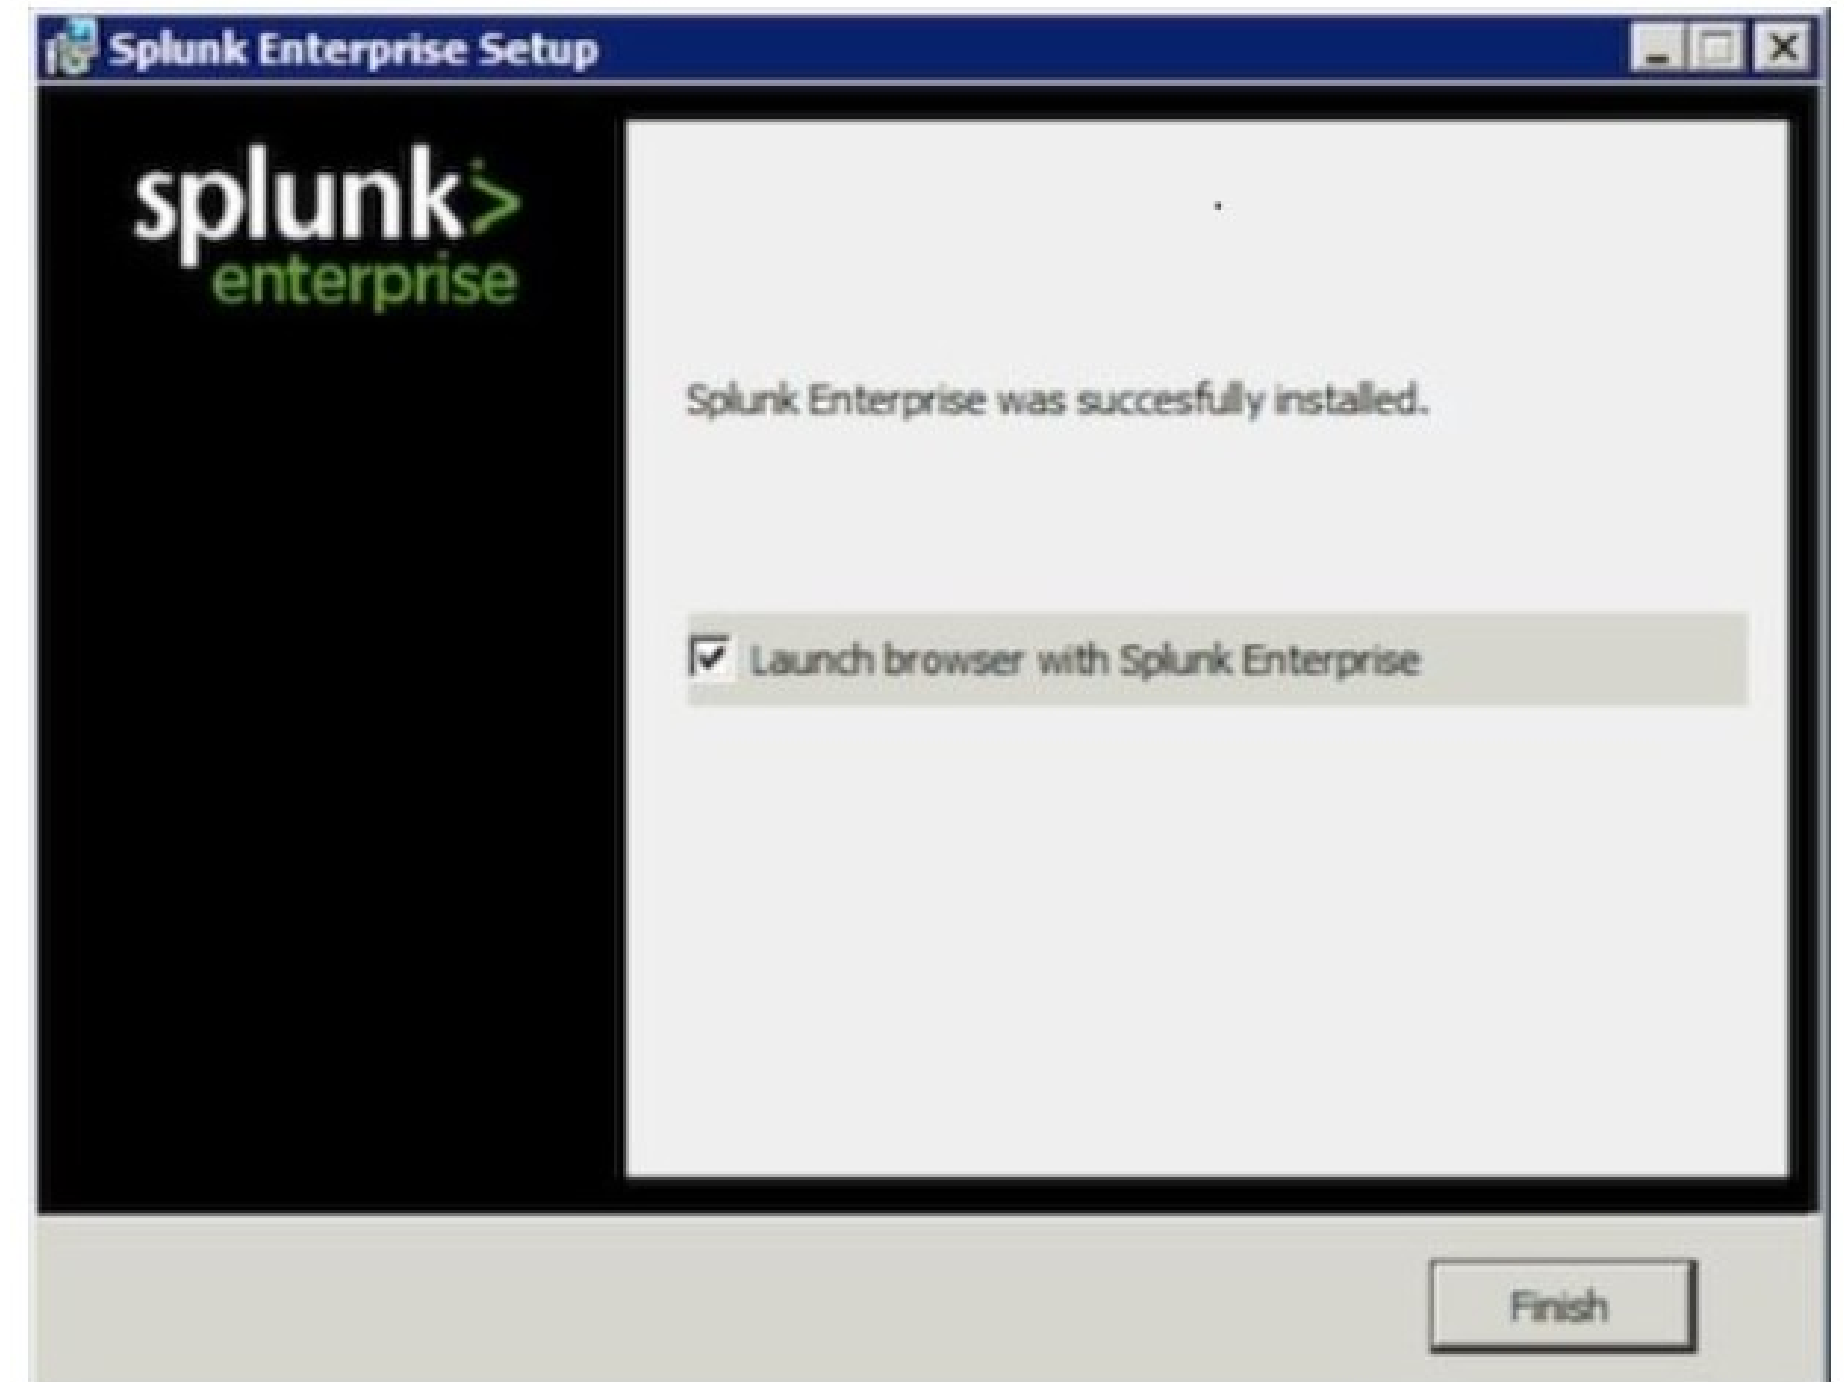 Splunk Enterprise Setup
splunk>
enterprise
Splunk Enterprise was succesfully installed.
Launch browser with Splunk Enterprise
Finish